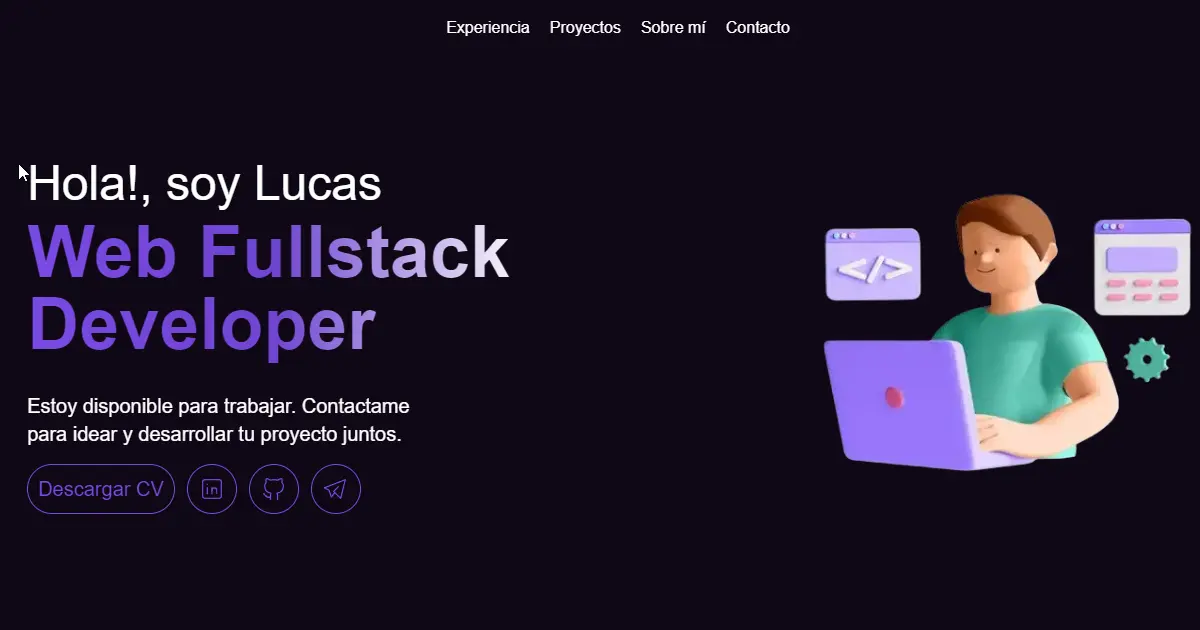 Experiencia Proyectos Sobre mí Contacto
Hola!, soy Lucas
Web Fullstack
Developer
Estoy disponible para trabajar. Contactame
para idear y desarrollar tu proyecto juntos.
Descargar CV in